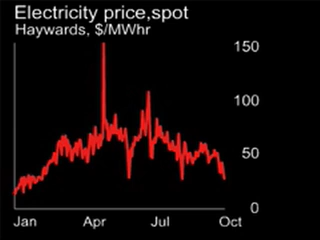 Electricity price,spot
Haywards, $/MWhr
150
100
50
0
Jan Apr Jul Oct